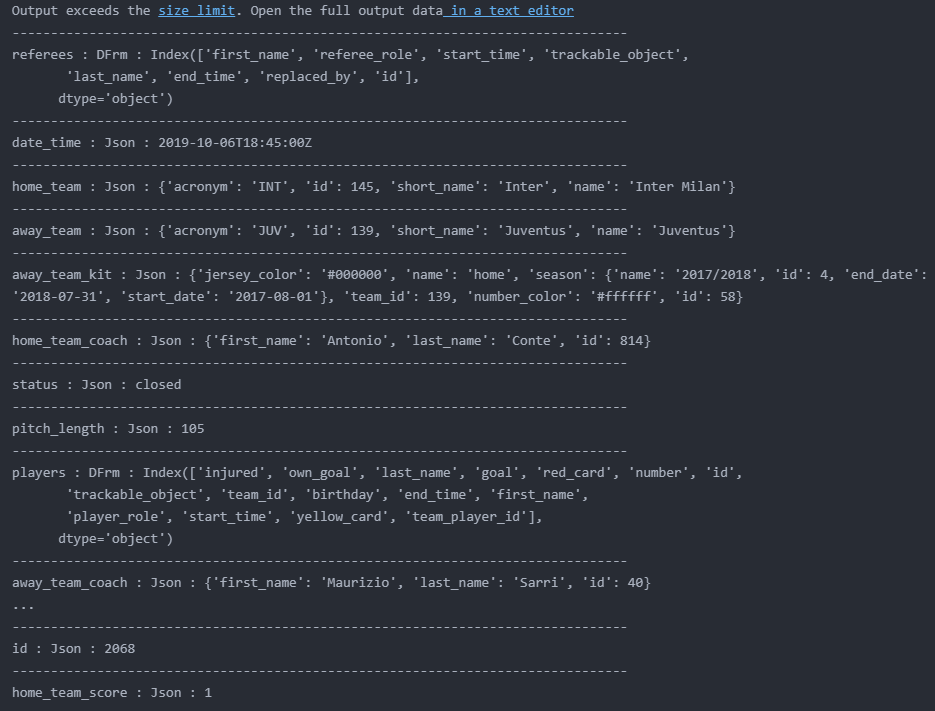 Output exceeds the size limit. Open the full output data in a text editor
--------------------------------------------------------------------------------
referees : DFrm : Index(['first_name', 'referee_role', 'start_time', 'trackable_object',
       'last_name', 'end_time', 'replaced_by', 'id'],
      dtype='object')
--------------------------------------------------------------------------------
date_time : Json : 2019-10-06T18:45:00Z
--------------------------------------------------------------------------------
home_team : Json : {'acronym': 'INT', 'id': 145, 'short_name': 'Inter', 'name': 'Inter Milan'}
--------------------------------------------------------------------------------
away_team : Json : {'acronym': 'JUV', 'id': 139, 'short_name': 'Juventus', 'name': 'Juventus'}
--------------------------------------------------------------------------------
away_team_kit : Json : {'jersey_color': '#000000', 'name': 'home', 'season': {'name': '2017/2018', 'id': 4, 'end_date':
'2018-07-31', 'start_date': '2017-08-01'}, 'team_id': 139, 'number_color': '#ffffff', 'id': 58}
--------------------------------------------------------------------------------
home_team_coach : Json : {'first_name': 'Antonio', 'last_name': 'Conte', 'id': 814}
--------------------------------------------------------------------------------
status : Json : closed
--------------------------------------------------------------------------------
pitch_length : Json : 105
--------------------------------------------------------------------------------
players : DFrm : Index(['injured', 'own_goal', 'last_name', 'goal', 'red_card', 'number', 'id',
       'trackable_object', 'team_id', 'birthday', 'end_time', 'first_name',
       'player_role', 'start_time', 'yellow_card', 'team_player_id'],
      dtype='object')
--------------------------------------------------------------------------------
away_team_coach : Json : {'first_name': 'Maurizio', 'last_name': 'Sarri', 'id': 40}
...
--------------------------------------------------------------------------------
id : Json : 2068
--------------------------------------------------------------------------------
home_team_score : Json : 1